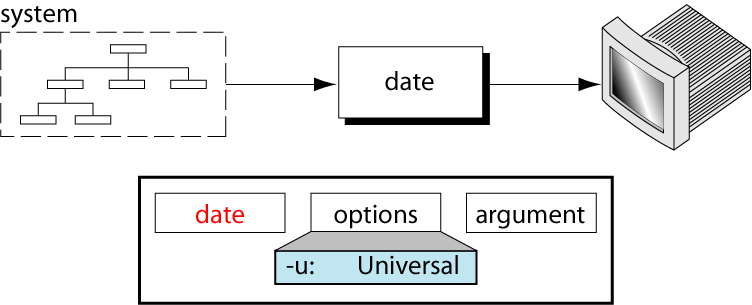 system
date
date options argument
-u: Universal